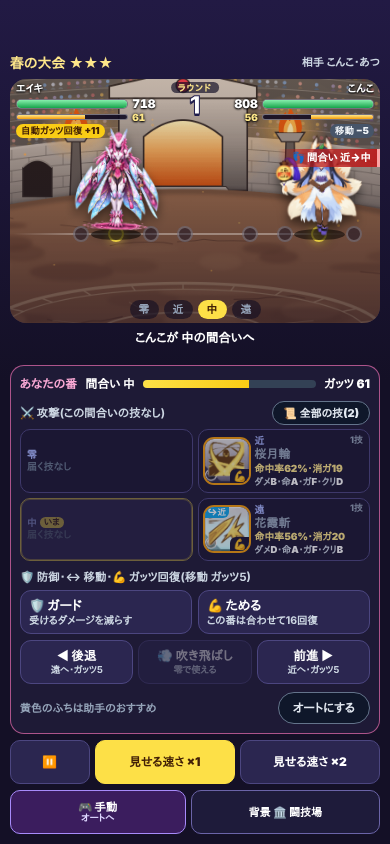 春の大会 ★★★
相手 こんこ・あつ
エイキ
ラウンド
こんこ
718
1
808
61
56
自動ガッツ回復 +11
移動 −5
間合い 近→中
零 近 中 遠
こんこが 中の間合いへ
あなたの番 間合い 中 ガッツ 61
⚔️ 攻撃(この間合いの技なし)
📜 全部の技(2)
零
届く技なし
近 1技
桜月輪
命中率62%・消ガ19
ダメB・命A・ガF・クリD
中 いま
届く技なし
遠 1技
↪近
花霞斬
命中率56%・消ガ20
ダメB・命A・ガF・クリB
🛡️ 防御・↔ 移動・💪 ガッツ回復(移動 ガッツ5)
🛡️ ガード
受けるダメージを減らす
💪 ためる
この番は合わせて16回復
◀ 後退
遠へ・ガッツ5
💨 吹き飛ばし
零で使える
前進 ▶
近へ・ガッツ5
黄色のふちは助手のおすすめ
オートにする
⏸️
見せる速さ ×1
見せる速さ ×2
🎮 手動
オートへ
背景 🏛️ 闘技場